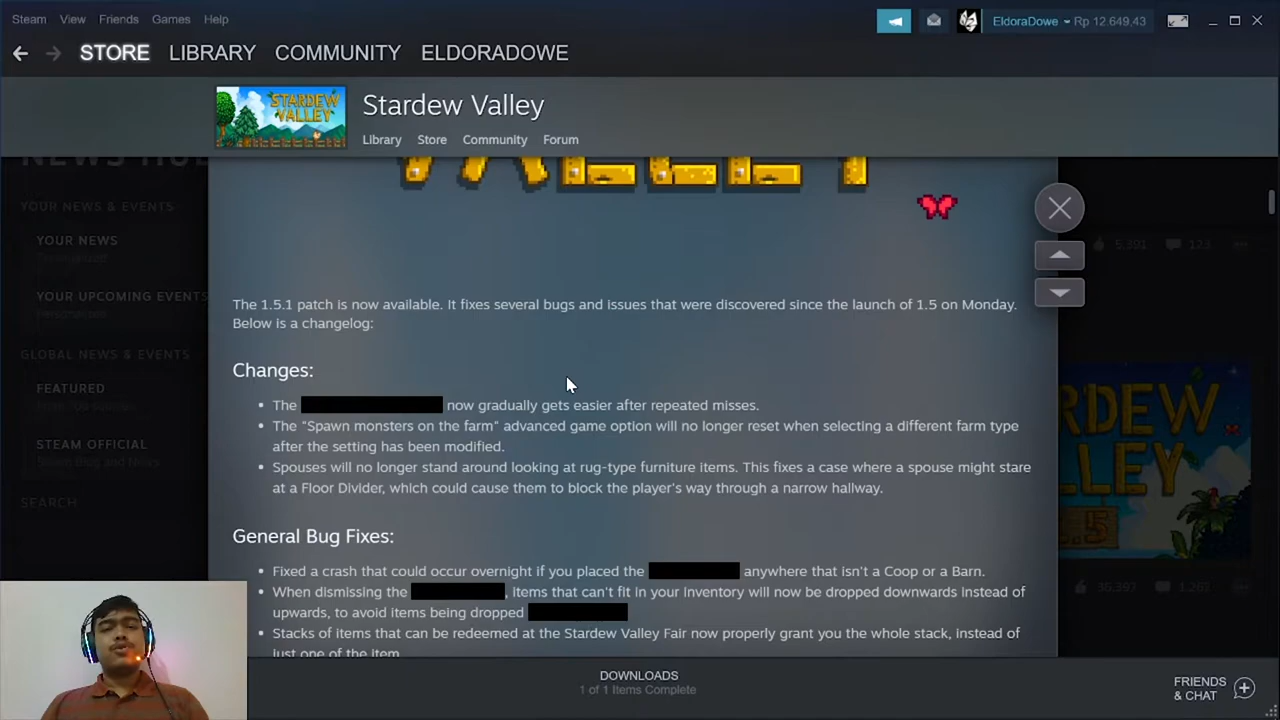 Steam View Friends Games Help
EldoraDowe Rp 12 649,43
STORE LIBRARY COMMUNITY ELDORADOWE
STARDEW VALLEY
Stardew Valley
Library Store Community Forum
YOUR NEWS & EVENTS
YOUR NEWS
YOUR UPCOMING EVENTS
GLOBAL NEWS & EVENTS
FEATURED
STEAM OFFICIAL
SEARCH
5,391 123
The 1.5.1 patch is now available. It fixes several bugs and issues that were discovered since the launch of 1.5 on Monday.
Below is a changelog:
Changes:
• The now gradually gets easier after repeated misses.
• The "Spawn monsters on the farm" advanced game option will no longer reset when selecting a different farm type
after the setting has been modified.
• Spouses will no longer stand around looking at rug-type furniture items. This fixes a case where a spouse might stare
at a Floor Divider, which could cause them to block the player's way through a narrow hallway.
General Bug Fixes:
• Fixed a crash that could occur overnight if you placed the anywhere that isn't a Coop or a Barn.
• When dismissing the , items that can't fit in your inventory will now be dropped downwards instead of
upwards, to avoid items being dropped
• Stacks of items that can be redeemed at the Stardew Valley Fair now properly grant you the whole stack, instead of
just one of the item.
DOWNLOADS
1 of 1 Items Complete
FRIENDS
& CHAT